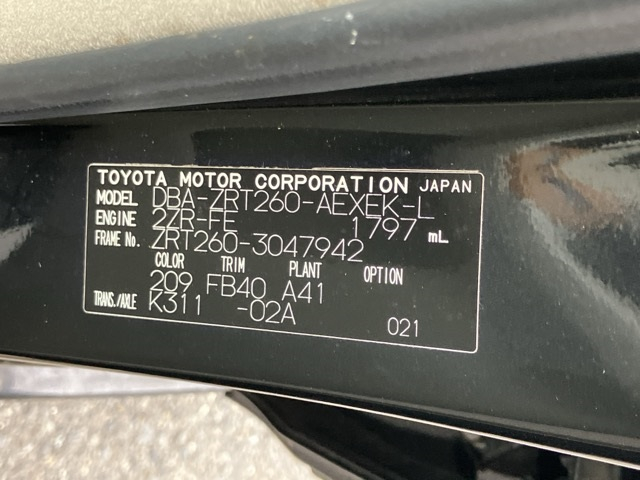 TOYOTA MOTOR CORPORATION JAPAN
MODEL DBA-ZRT260-AEXEK-L
ENGINE 2ZR-FE 1797 mL
FRAME No. ZRT260-3047942
COLOR TRIM PLANT OPTION
209 FB40 A41
TRANS./AXLE K311 -02A
021